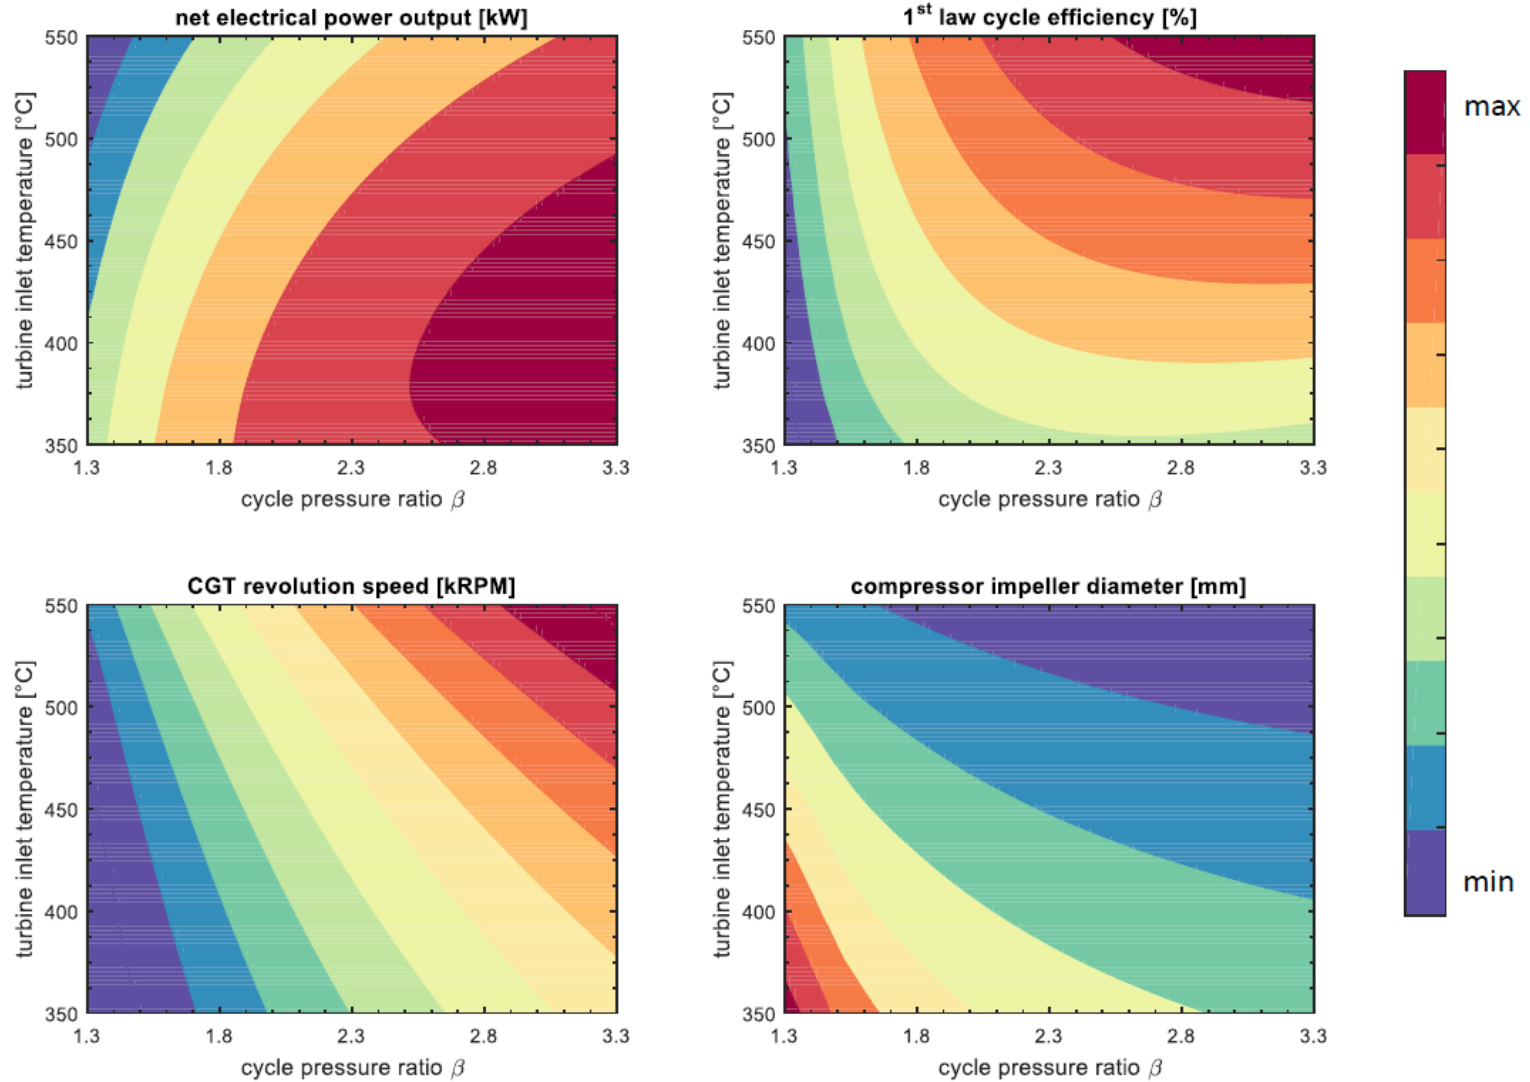 net electrical power output [kW]
550
500
450
400
350
turbine inlet temperature [°C]
1.3 1.8 2.3 2.8 3.3
cycle pressure ratio β
1st law cycle efficiency [%]
550
500
450
400
350
turbine inlet temperature [°C]
1.3 1.8 2.3 2.8 3.3
cycle pressure ratio β
max
min
CGT revolution speed [kRPM]
550
500
450
400
350
turbine inlet temperature [°C]
1.3 1.8 2.3 2.8 3.3
cycle pressure ratio β
compressor impeller diameter [mm]
550
500
450
400
350
turbine inlet temperature [°C]
1.3 1.8 2.3 2.8 3.3
cycle pressure ratio β